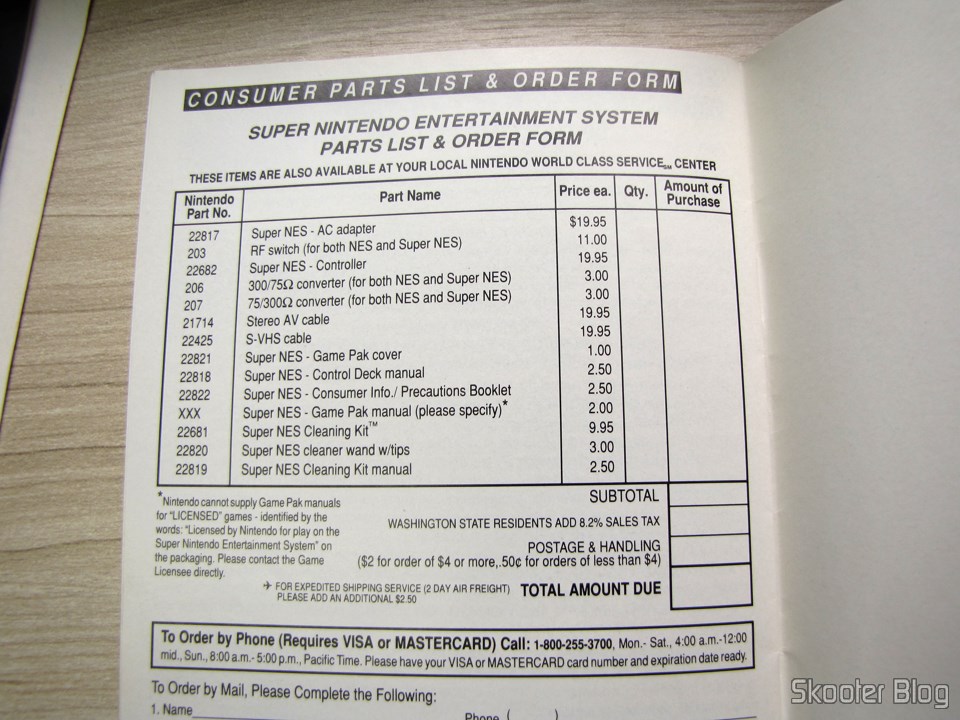 CONSUMER PARTS LIST & ORDER FORM
SUPER NINTENDO ENTERTAINMENT SYSTEM
PARTS LIST & ORDER FORM
THESE ITEMS ARE ALSO AVAILABLE AT YOUR LOCAL NINTENDO WORLD CLASS SERVICE℠ CENTER
Nintendo Part No. Part Name Price ea. Qty. Amount of Purchase
22817 Super NES - AC adapter $19.95
203 RF switch (for both NES and Super NES) 11.00
22682 Super NES - Controller 19.95
206 300/75Ω converter (for both NES and Super NES) 3.00
207 75/300Ω converter (for both NES and Super NES) 3.00
21714 Stereo AV cable 19.95
22425 S-VHS cable 19.95
22821 Super NES - Game Pak cover 1.00
22818 Super NES - Control Deck manual 2.50
22822 Super NES - Consumer Info./ Precautions Booklet 2.50
XXX Super NES - Game Pak manual (please specify)* 2.00
22681 Super NES Cleaning Kit™ 9.95
22820 Super NES cleaner wand w/tips 3.00
22819 Super NES Cleaning Kit manual 2.50
*Nintendo cannot supply Game Pak manuals
for "LICENSED" games - identified by the
words: "Licensed by Nintendo for play on the
Super Nintendo Entertainment System" on
the packaging. Please contact the Game
Licensee directly.
SUBTOTAL
WASHINGTON STATE RESIDENTS ADD 8.2% SALES TAX
POSTAGE & HANDLING
($2 for order of $4 or more,.50¢ for orders of less than $4)
✈ FOR EXPEDITED SHIPPING SERVICE (2 DAY AIR FREIGHT)
PLEASE ADD AN ADDITIONAL $2.50
TOTAL AMOUNT DUE
To Order by Phone (Requires VISA or MASTERCARD) Call: 1-800-255-3700, Mon.- Sat., 4:00 a.m.-12:00
mid., Sun., 8:00 a.m.- 5:00 p.m., Pacific Time. Please have your VISA or MASTERCARD card number and expiration date ready.
To Order by Mail, Please Complete the Following:
1. Name Phone ( )
Skooter Blog